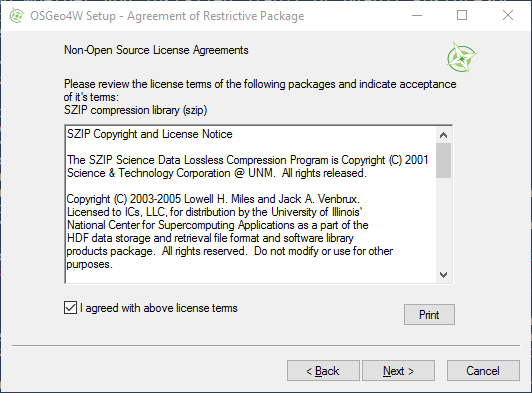 OSGeo4W Setup - Agreement of Restrictive Package
Non-Open Source License Agreements
Please review the license terms of the following packages and indicate acceptance
of it's terms:
SZIP compression library (szip)
SZIP Copyright and License Notice
The SZIP Science Data Lossless Compression Program is Copyright (C) 2001
Science & Technology Corporation @ UNM.  All rights released.
Copyright (C) 2003-2005 Lowell H. Miles and Jack A. Venbrux.
Licensed to ICs, LLC, for distribution by the University of Illinois'
National Center for Supercomputing Applications as a part of the
HDF data storage and retrieval file format and software library
products package.  All rights reserved.  Do not modify or use for other
purposes.
I agreed with above license terms
Print
< Back
Next >
Cancel